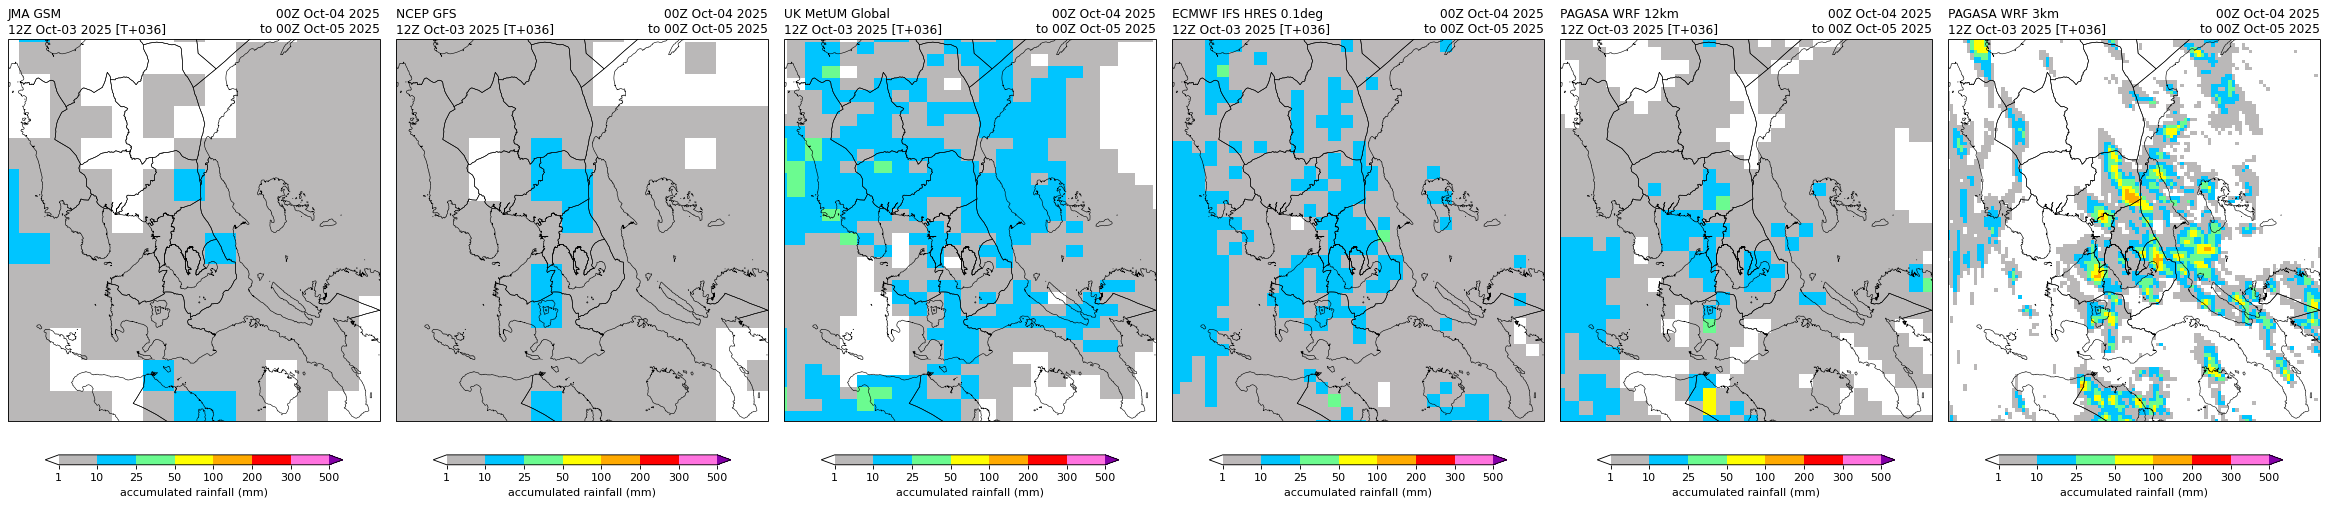 JMA GSM 00Z Oct-04 2025
12Z Oct-03 2025 [T+036] to 00Z Oct-05 2025
1 10 25 50 100 200 300 500
accumulated rainfall (mm)
NCEP GFS 00Z Oct-04 2025
12Z Oct-03 2025 [T+036] to 00Z Oct-05 2025
1 10 25 50 100 200 300 500
accumulated rainfall (mm)
UK MetUM Global 00Z Oct-04 2025
12Z Oct-03 2025 [T+036] to 00Z Oct-05 2025
1 10 25 50 100 200 300 500
accumulated rainfall (mm)
ECMWF IFS HRES 0.1deg 00Z Oct-04 2025
12Z Oct-03 2025 [T+036] to 00Z Oct-05 2025
1 10 25 50 100 200 300 500
accumulated rainfall (mm)
PAGASA WRF 12km 00Z Oct-04 2025
12Z Oct-03 2025 [T+036] to 00Z Oct-05 2025
1 10 25 50 100 200 300 500
accumulated rainfall (mm)
PAGASA WRF 3km 00Z Oct-04 2025
12Z Oct-03 2025 [T+036] to 00Z Oct-05 2025
1 10 25 50 100 200 300 500
accumulated rainfall (mm)